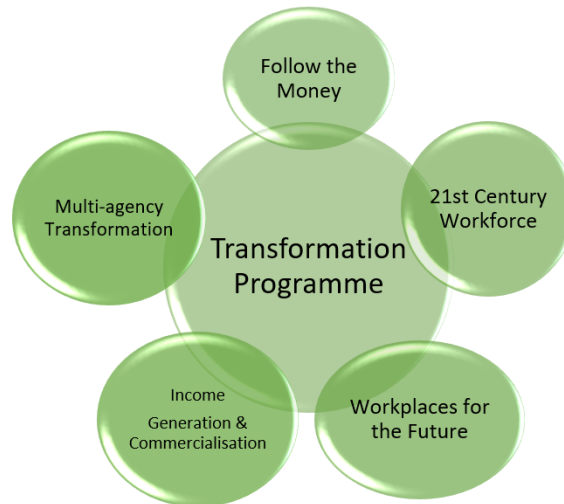 Follow the
Money
21st Century
Workforce
Multi-agency
Transformation
Transformation
Programme
Income
Generation &
Commercialisation
Workplaces for
the Future